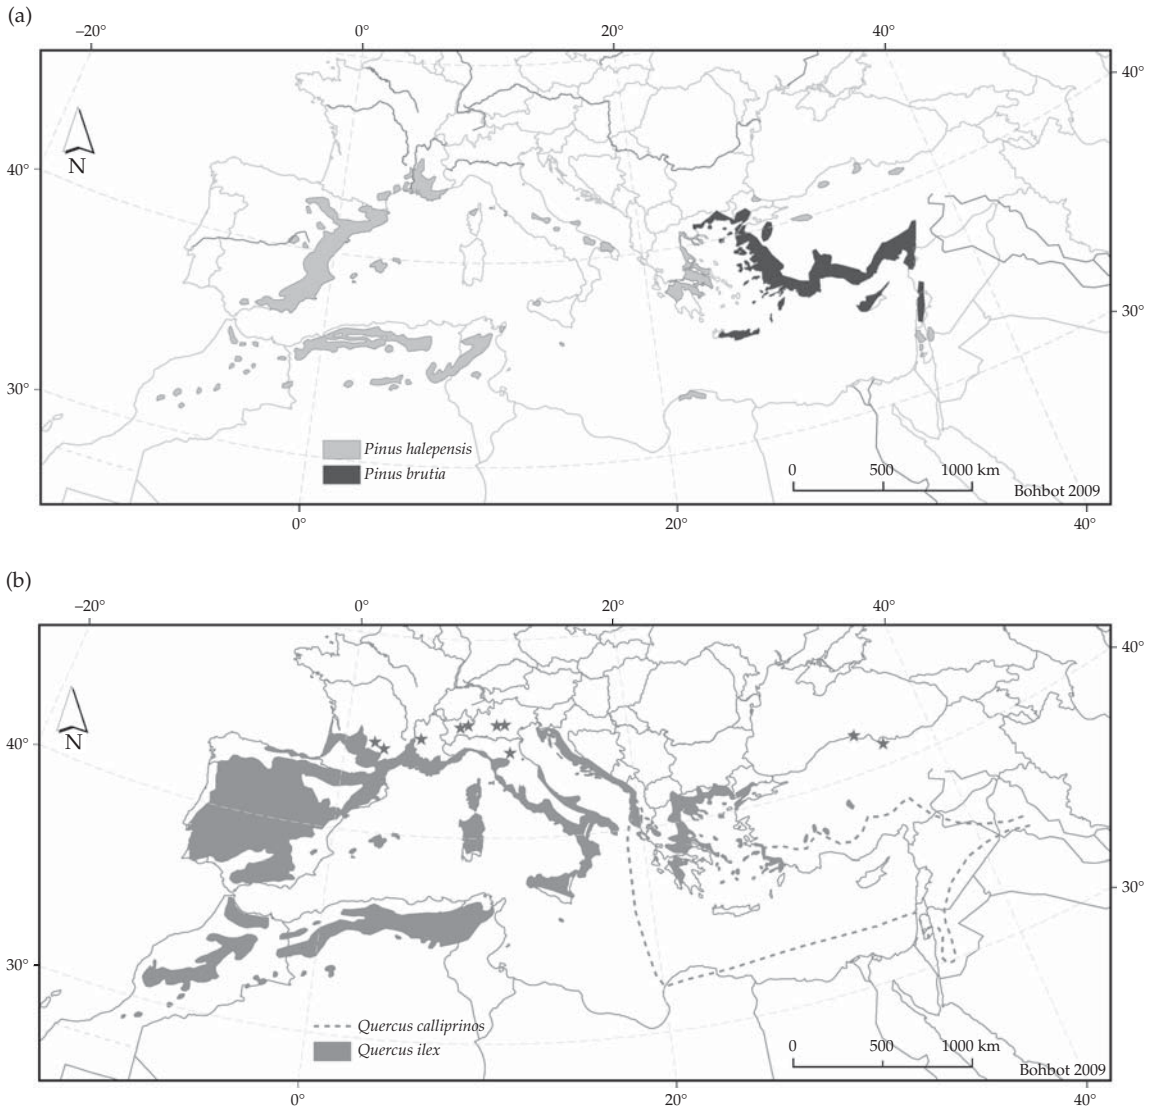 (a)
−20° 0° 20° 40°
40°
N
40°
30°
30°
Pinus halepensis
Pinus brutia
0 500 1000 km
Bohbot 2009
0° 20° 40°
(b)
−20° 0° 20° 40°
40°
N
40°
30°
30°
Quercus calliprinos
Quercus ilex
0 500 1000 km
Bohbot 2009
0° 20° 40°